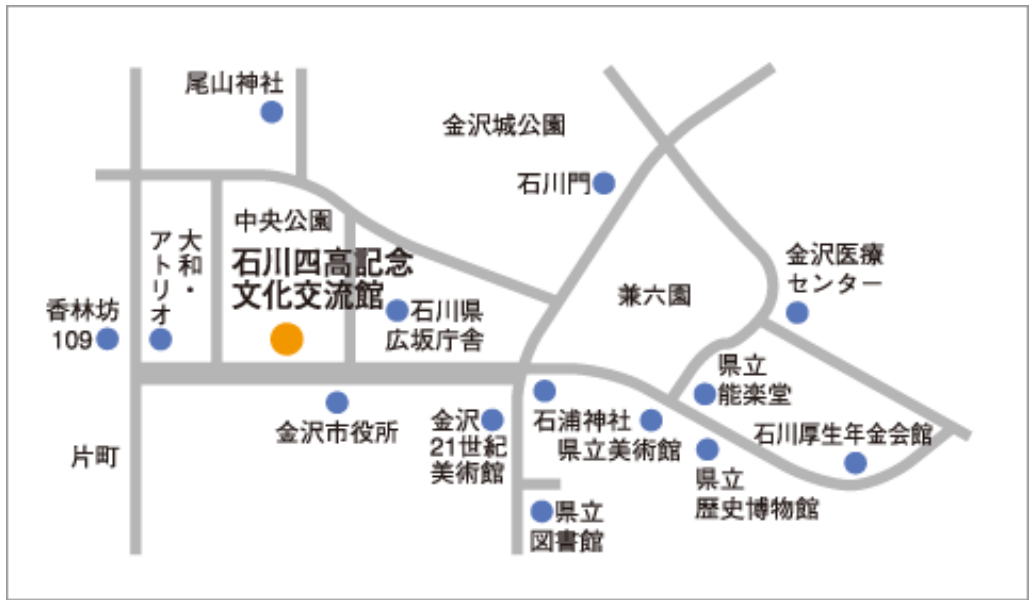 尾山神社
金沢城公園
石川門
中央公園
石川四高記念
文化交流館
大和・
アトリオ
香林坊
109
石川県
広坂庁舎
兼六園
金沢医療
センター
県立
能楽堂
金沢市役所
金沢
21世紀
美術館
石浦神社
県立美術館
石川厚生年金会館
片町
県立
歴史博物館
県立
図書館